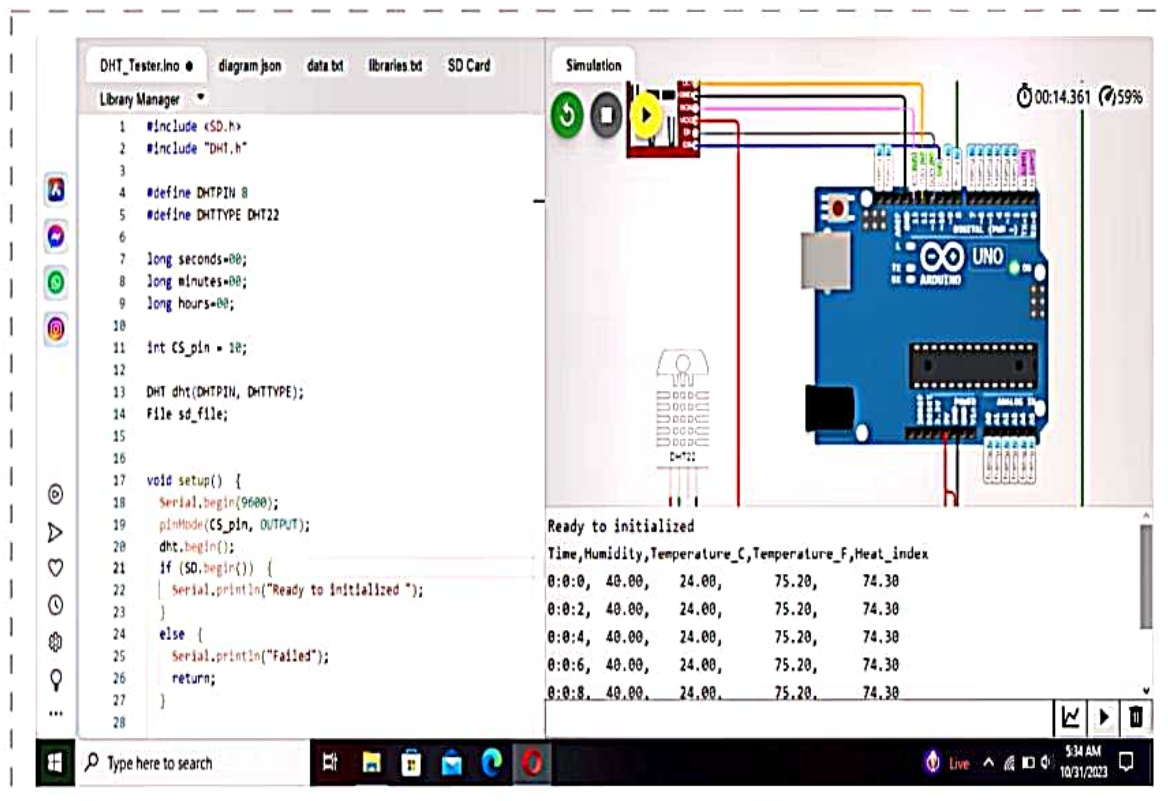 DHT_Tester.ino ● diagram.json data.txt libraries.txt SD Card
Library Manager
1 #include <SD.h>
2 #include "DHT.h"
3
4 #define DHTPIN 8
5 #define DHTTYPE DHT22
6
7 long seconds=00;
8 long minutes=00;
9 long hours=00;
10
11 int CS_pin = 10;
12
13 DHT dht(DHTPIN, DHTTYPE);
14 File sd_file;
15
16
17 void setup() {
18 Serial.begin(9600);
19 pinMode(CS_pin, OUTPUT);
20 dht.begin();
21 if (SD.begin()) {
22 Serial.println("Ready to initialized ");
23 }
24 else {
25 Serial.println("Failed");
26 return;
27 }
28
Simulation
00:14.361 59%
DIGITAL (PWM ~)
UNO
ARDUINO
POWER
DHT22
Ready to initialized
Time,Humidity,Temperature_C,Temperature_F,Heat_index
0:0:0, 40.00, 24.00, 75.20, 74.30
0:0:2, 40.00, 24.00, 75.20, 74.30
0:0:4, 40.00, 24.00, 75.20, 74.30
0:0:6, 40.00, 24.00, 75.20, 74.30
0:0:8, 40.00, 24.00, 75.20, 74.30
Type here to search
Live
5:34 AM
10/31/2023